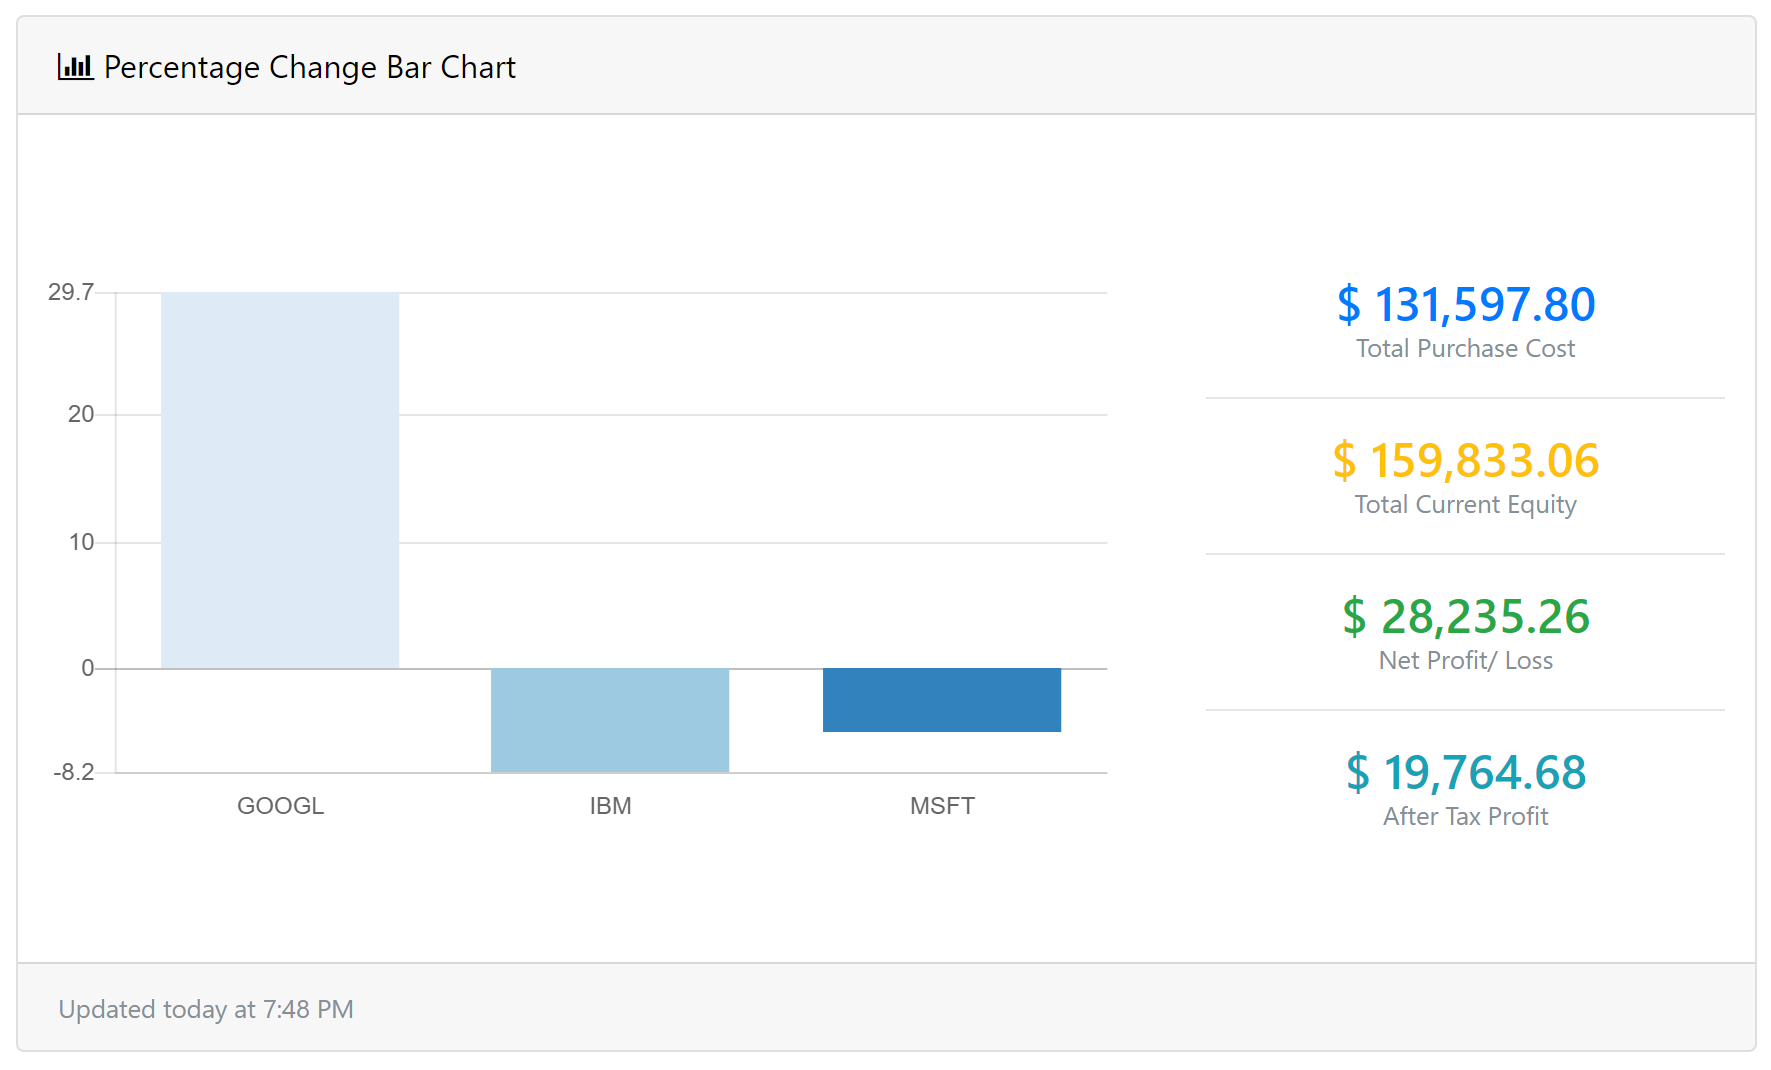 Percentage Change Bar Chart
29.7
20
10
0
-8.2
GOOGL
IBM
MSFT
$ 131,597.80
Total Purchase Cost
$ 159,833.06
Total Current Equity
$ 28,235.26
Net Profit/ Loss
$ 19,764.68
After Tax Profit
Updated today at 7:48 PM